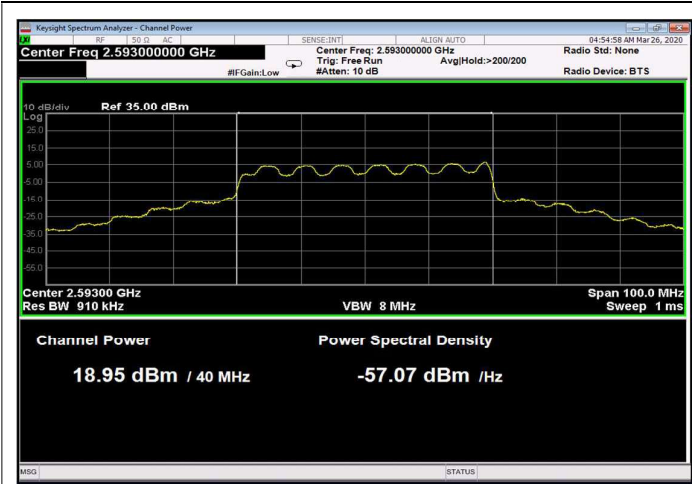 Keysight Spectrum Analyzer - Channel Power
LXI RF 50 Ω AC SENSE:INT ALIGN AUTO 04:54:58 AM Mar 26, 2020
Center Freq 2.593000000 GHz Center Freq: 2.593000000 GHz Radio Std: None
Trig: Free Run Avg|Hold:>200/200
#IFGain:Low #Atten: 10 dB Radio Device: BTS
10 dB/div Ref 35.00 dBm
Log
25.0
15.0
5.00
-5.00
-15.0
-25.0
-35.0
-45.0
-55.0
Center 2.59300 GHz Span 100.0 MHz
Res BW 910 kHz VBW 8 MHz Sweep 1 ms
Channel Power Power Spectral Density
18.95 dBm / 40 MHz -57.07 dBm /Hz
MSG STATUS